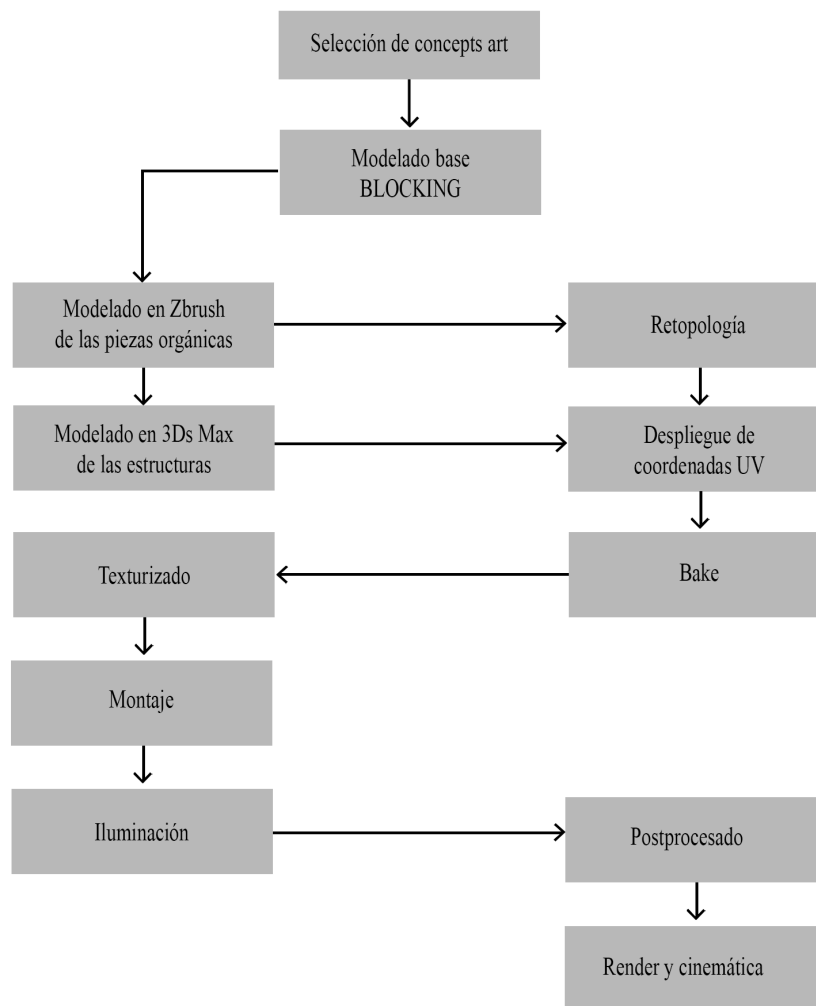 Selección de concepts art
Modelado base
BLOCKING
Modelado en Zbrush
de las piezas orgánicas
Retopología
Modelado en 3Ds Max
de las estructuras
Despliegue de
coordenadas UV
Texturizado
Bake
Montaje
Iluminación
Postprocesado
Render y cinemática